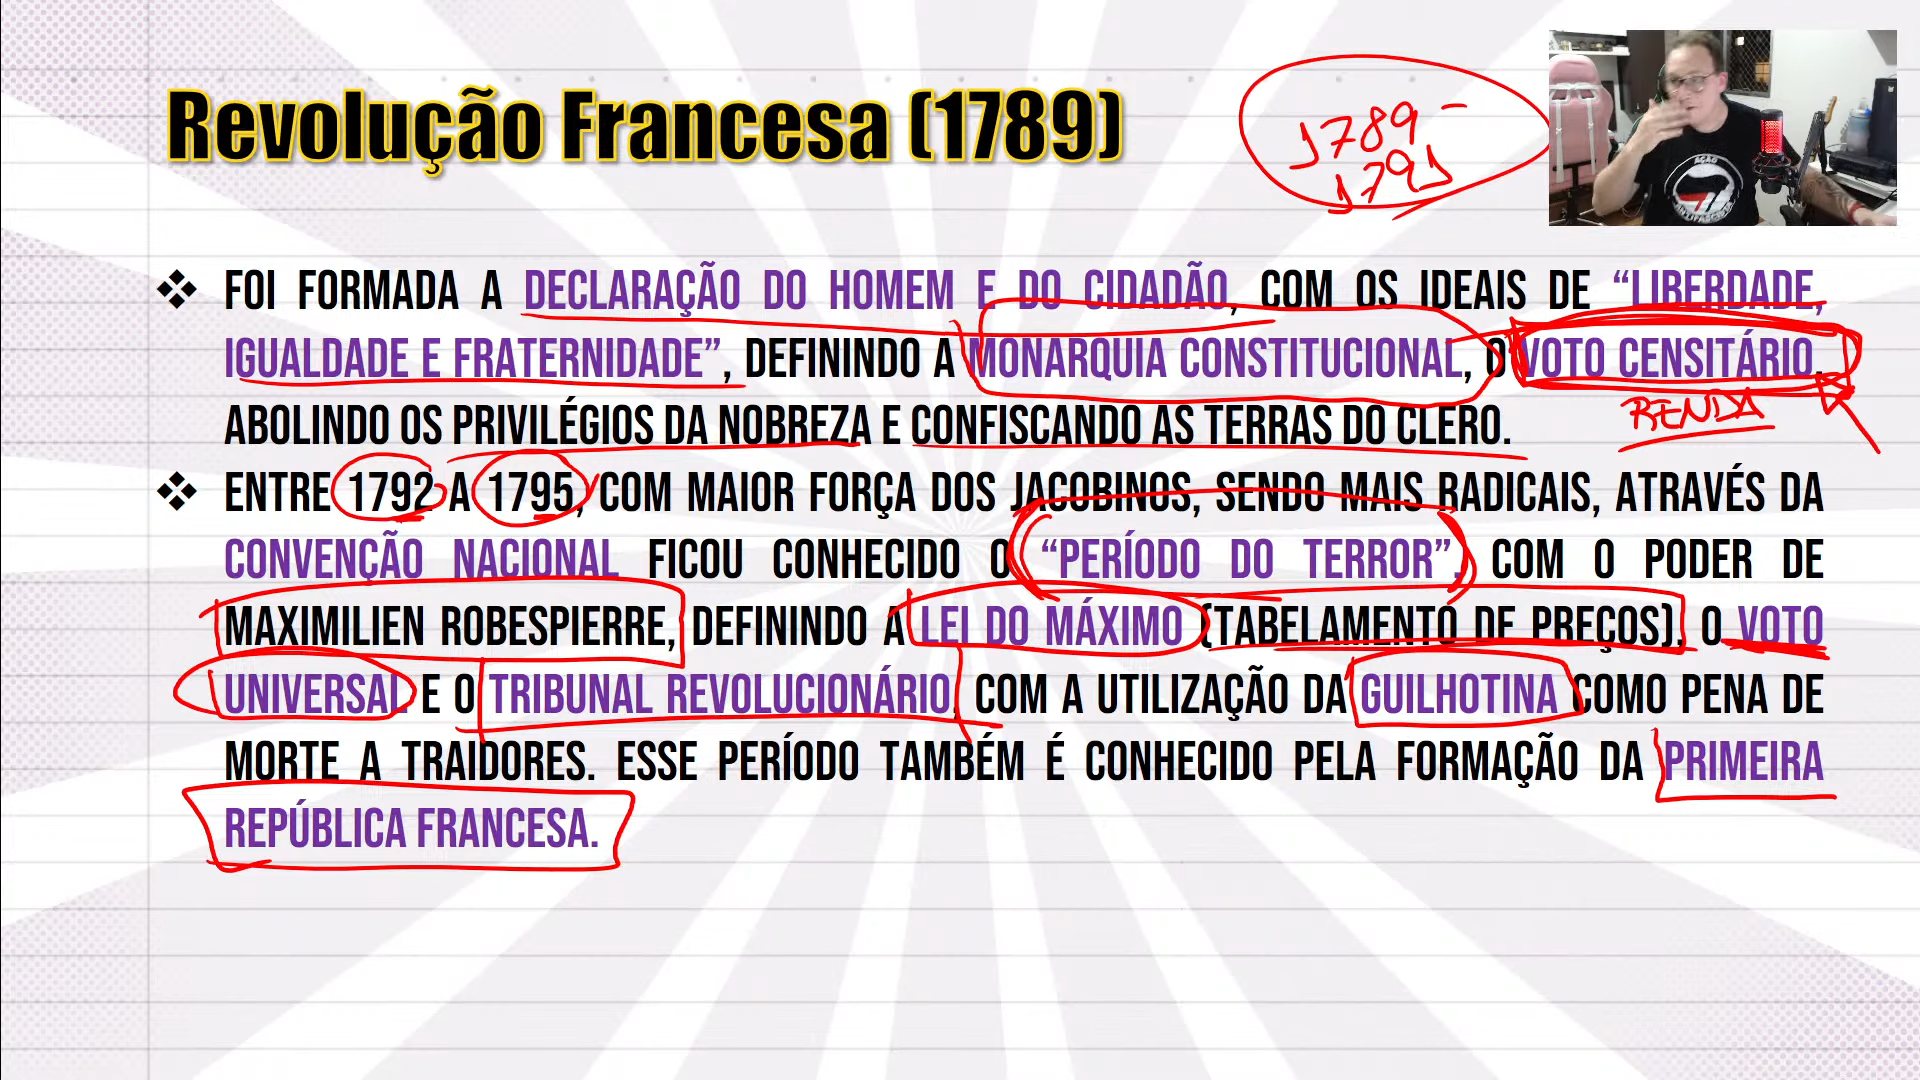 Revolução Francesa (1789)
1789 -
1791
AÇÃO
ANTIFASCISTA
❖ FOI FORMADA A DECLARAÇÃO DO HOMEM E DO CIDADÃO, COM OS IDEAIS DE “LIBERDADE,
IGUALDADE E FRATERNIDADE”, DEFININDO A MONARQUIA CONSTITUCIONAL, O VOTO CENSITÁRIO,
RENDA
ABOLINDO OS PRIVILÉGIOS DA NOBREZA E CONFISCANDO AS TERRAS DO CLERO.
❖ ENTRE 1792 A 1795, COM MAIOR FORÇA DOS JACOBINOS, SENDO MAIS RADICAIS, ATRAVÉS DA
CONVENÇÃO NACIONAL FICOU CONHECIDO O “PERÍODO DO TERROR”, COM O PODER DE
MAXIMILIEN ROBESPIERRE, DEFININDO A LEI DO MÁXIMO (TABELAMENTO DE PREÇOS), O VOTO
UNIVERSAL E O TRIBUNAL REVOLUCIONÁRIO, COM A UTILIZAÇÃO DA GUILHOTINA COMO PENA DE
MORTE A TRAIDORES. ESSE PERÍODO TAMBÉM É CONHECIDO PELA FORMAÇÃO DA PRIMEIRA
REPÚBLICA FRANCESA.